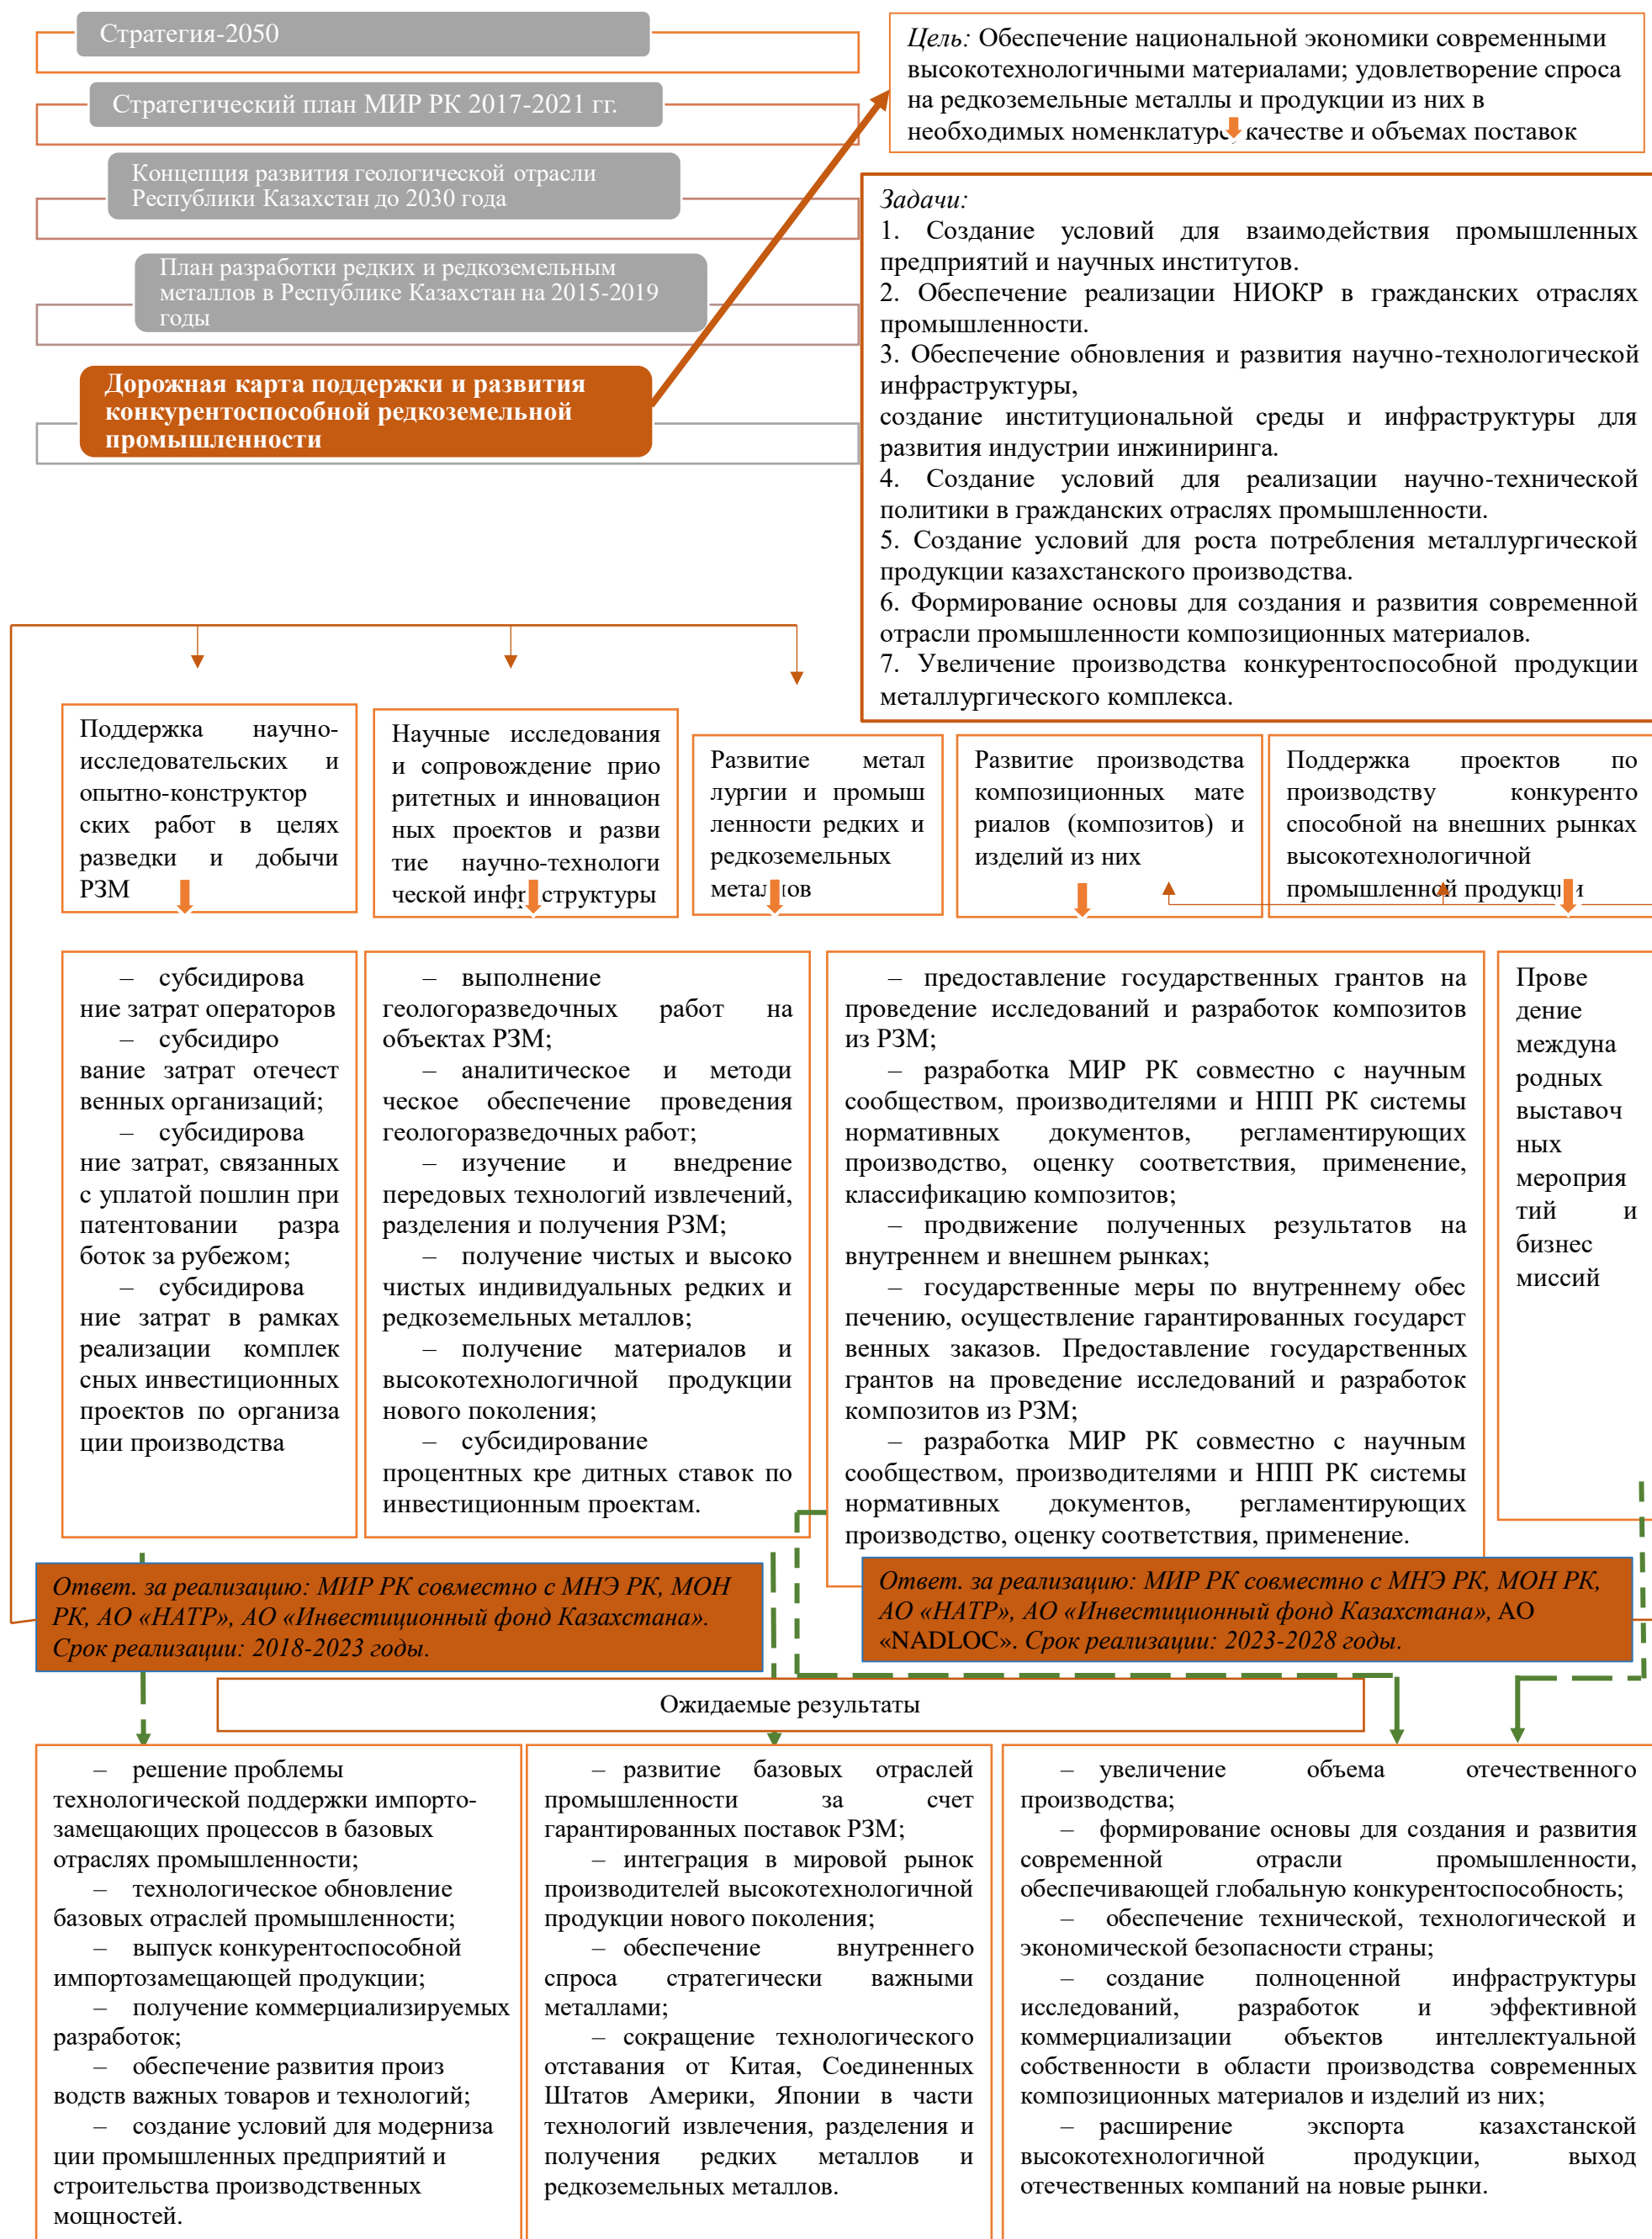 Стратегия-2050
Стратегический план МИР РК 2017-2021 гг.
Концепция развития геологической отрасли
Республики Казахстан до 2030 года
План разработки редких и редкоземельным
металлов в Республике Казахстан на 2015-2019
годы
Дорожная карта поддержки и развития
конкурентоспособной редкоземельной
промышленности
Цель: Обеспечение национальной экономики современными
высокотехнологичными материалами; удовлетворение спроса
на редкоземельные металлы и продукции из них в
необходимых номенклатуре, качестве и объемах поставок
Задачи:
1. Создание условий для взаимодействия промышленных
предприятий и научных институтов.
2. Обеспечение реализации НИОКР в гражданских отраслях
промышленности.
3. Обеспечение обновления и развития научно-технологической
инфраструктуры,
создание институциональной среды и инфраструктуры для
развития индустрии инжиниринга.
4. Создание условий для реализации научно-технической
политики в гражданских отраслях промышленности.
5. Создание условий для роста потребления металлургической
продукции казахстанского производства.
6. Формирование основы для создания и развития современной
отрасли промышленности композиционных материалов.
7. Увеличение производства конкурентоспособной продукции
металлургического комплекса.
Поддержка научно-
исследовательских и
опытно-конструктор
ских работ в целях
разведки и добычи
РЗМ
Научные исследования
и сопровождение прио
ритетных и инновацион
ных проектов и разви
тие научно-технологи
ческой инфраструктуры
Развитие метал
лургии и промыш
ленности редких и
редкоземельных
металлов
Развитие производства
композиционных мате
риалов (композитов) и
изделий из них
Поддержка проектов по
производству конкуренто
способной на внешних рынках
высокотехнологичной
промышленной продукции
– субсидирова
ние затрат операторов
– субсидиро
вание затрат отечест
венных организаций;
– субсидирова
ние затрат, связанных
с уплатой пошлин при
патентовании разра
боток за рубежом;
– субсидирова
ние затрат в рамках
реализации комплек
сных инвестиционных
проектов по организа
ции производства
– выполнение
геологоразведочных работ на
объектах РЗМ;
– аналитическое и методи
ческое обеспечение проведения
геологоразведочных работ;
– изучение и внедрение
передовых технологий извлечений,
разделения и получения РЗМ;
– получение чистых и высоко
чистых индивидуальных редких и
редкоземельных металлов;
– получение материалов и
высокотехнологичной продукции
нового поколения;
– субсидирование
процентных кре дитных ставок по
инвестиционным проектам.
– предоставление государственных грантов на
проведение исследований и разработок композитов
из РЗМ;
– разработка МИР РК совместно с научным
сообществом, производителями и НПП РК системы
нормативных документов, регламентирующих
производство, оценку соответствия, применение,
классификацию композитов;
– продвижение полученных результатов на
внутреннем и внешнем рынках;
– государственные меры по внутреннему обес
печению, осуществление гарантированных государст
венных заказов. Предоставление государственных
грантов на проведение исследований и разработок
композитов из РЗМ;
– разработка МИР РК совместно с научным
сообществом, производителями и НПП РК системы
нормативных документов, регламентирующих
производство, оценку соответствия, применение.
Прове
дение
междуна
родных
выставоч
ных
мероприя
тий и
бизнес
миссий
Ответ. за реализацию: МИР РК совместно с МНЭ РК, МОН
РК, АО «НАТР», АО «Инвестиционный фонд Казахстана».
Срок реализации: 2018-2023 годы.
Ответ. за реализацию: МИР РК совместно с МНЭ РК, МОН РК,
АО «НАТР», АО «Инвестиционный фонд Казахстана», АО
«NADLOC». Срок реализации: 2023-2028 годы.
Ожидаемые результаты
– решение проблемы
технологической поддержки импорто-
замещающих процессов в базовых
отраслях промышленности;
– технологическое обновление
базовых отраслей промышленности;
– выпуск конкурентоспособной
импортозамещающей продукции;
– получение коммерциализируемых
разработок;
– обеспечение развития произ
водств важных товаров и технологий;
– создание условий для модерниза
ции промышленных предприятий и
строительства производственных
мощностей.
– развитие базовых отраслей
промышленности за счет
гарантированных поставок РЗМ;
– интеграция в мировой рынок
производителей высокотехнологичной
продукции нового поколения;
– обеспечение внутреннего
спроса стратегически важными
металлами;
– сокращение технологического
отставания от Китая, Соединенных
Штатов Америки, Японии в части
технологий извлечения, разделения и
получения редких металлов и
редкоземельных металлов.
– увеличение объема отечественного
производства;
– формирование основы для создания и развития
современной отрасли промышленности,
обеспечивающей глобальную конкурентоспособность;
– обеспечение технической, технологической и
экономической безопасности страны;
– создание полноценной инфраструктуры
исследований, разработок и эффективной
коммерциализации объектов интеллектуальной
собственности в области производства современных
композиционных материалов и изделий из них;
– расширение экспорта казахстанской
высокотехнологичной продукции, выход
отечественных компаний на новые рынки.